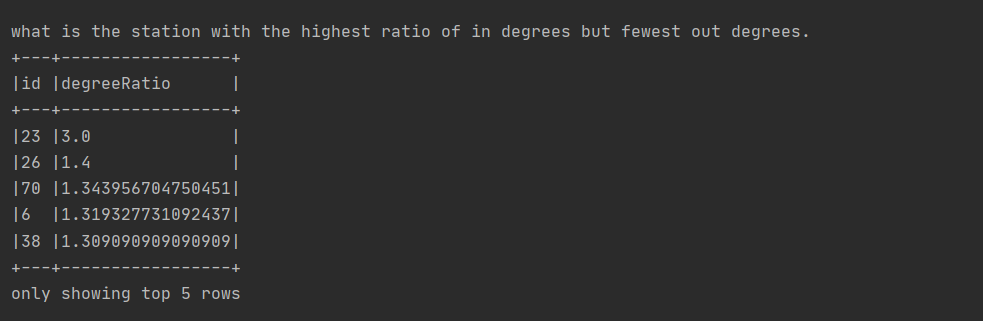 what is the station with the highest ratio of in degrees but fewest out degrees.
+---+-----------------+
|id |degreeRatio      |
+---+-----------------+
|23 |3.0              |
|26 |1.4              |
|70 |1.343956704750451|
|6  |1.319327731092437|
|38 |1.309090909090909|
+---+-----------------+
only showing top 5 rows